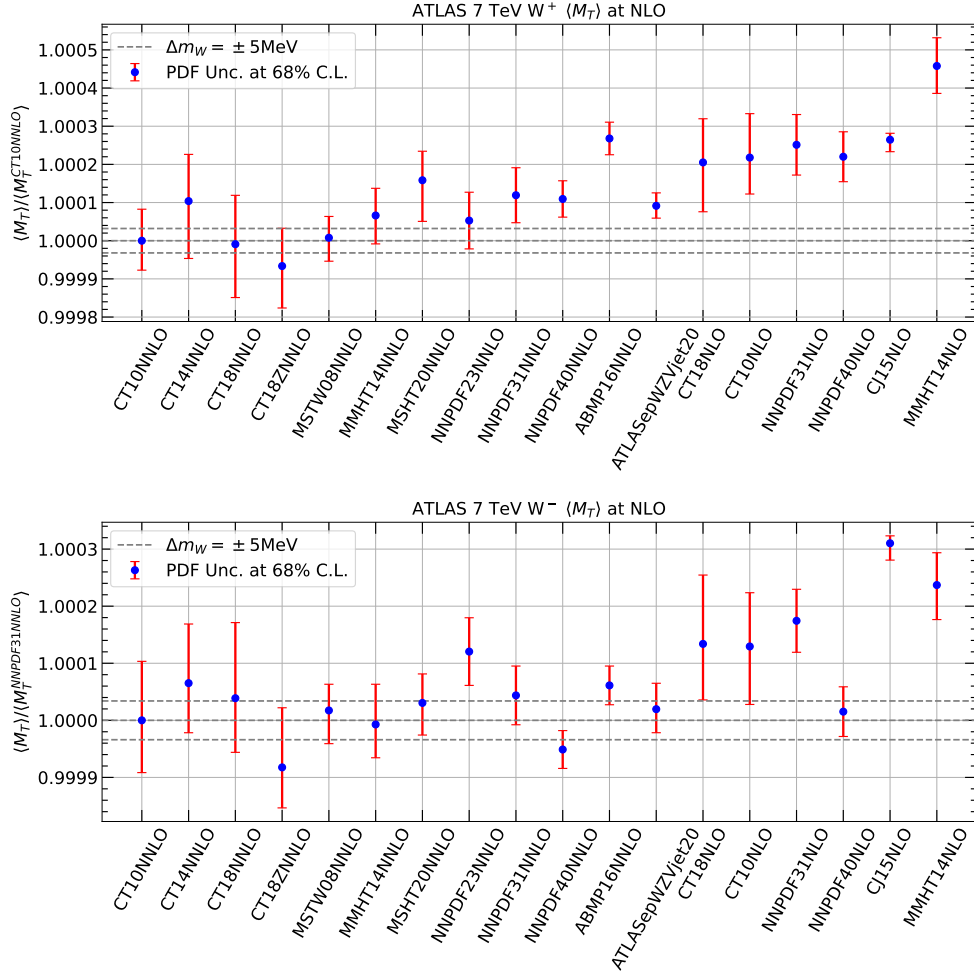 ATLAS 7 TeV W⁺ ⟨M_T⟩ at NLO
Δm_W = ±5MeV
PDF Unc. at 68% C.L.
⟨M_T⟩/⟨M_T^{CT10NNLO}⟩
1.0005
1.0004
1.0003
1.0002
1.0001
1.0000
0.9999
0.9998
CT10NNLO
CT14NNLO
CT18NNLO
CT18ZNNLO
MSTW08NNLO
MMHT14NNLO
MSHT20NNLO
NNPDF23NNLO
NNPDF31NNLO
NNPDF40NNLO
ABMP16NNLO
ATLASepWZVjet20
CT18NLO
CT10NLO
NNPDF31NLO
NNPDF40NLO
CJ15NLO
MMHT14NLO
ATLAS 7 TeV W⁻ ⟨M_T⟩ at NLO
Δm_W = ±5MeV
PDF Unc. at 68% C.L.
⟨M_T⟩/⟨M_T^{NNPDF31NNLO}⟩
1.0003
1.0002
1.0001
1.0000
0.9999
CT10NNLO
CT14NNLO
CT18NNLO
CT18ZNNLO
MSTW08NNLO
MMHT14NNLO
MSHT20NNLO
NNPDF23NNLO
NNPDF31NNLO
NNPDF40NNLO
ABMP16NNLO
ATLASepWZVjet20
CT18NLO
CT10NLO
NNPDF31NLO
NNPDF40NLO
CJ15NLO
MMHT14NLO